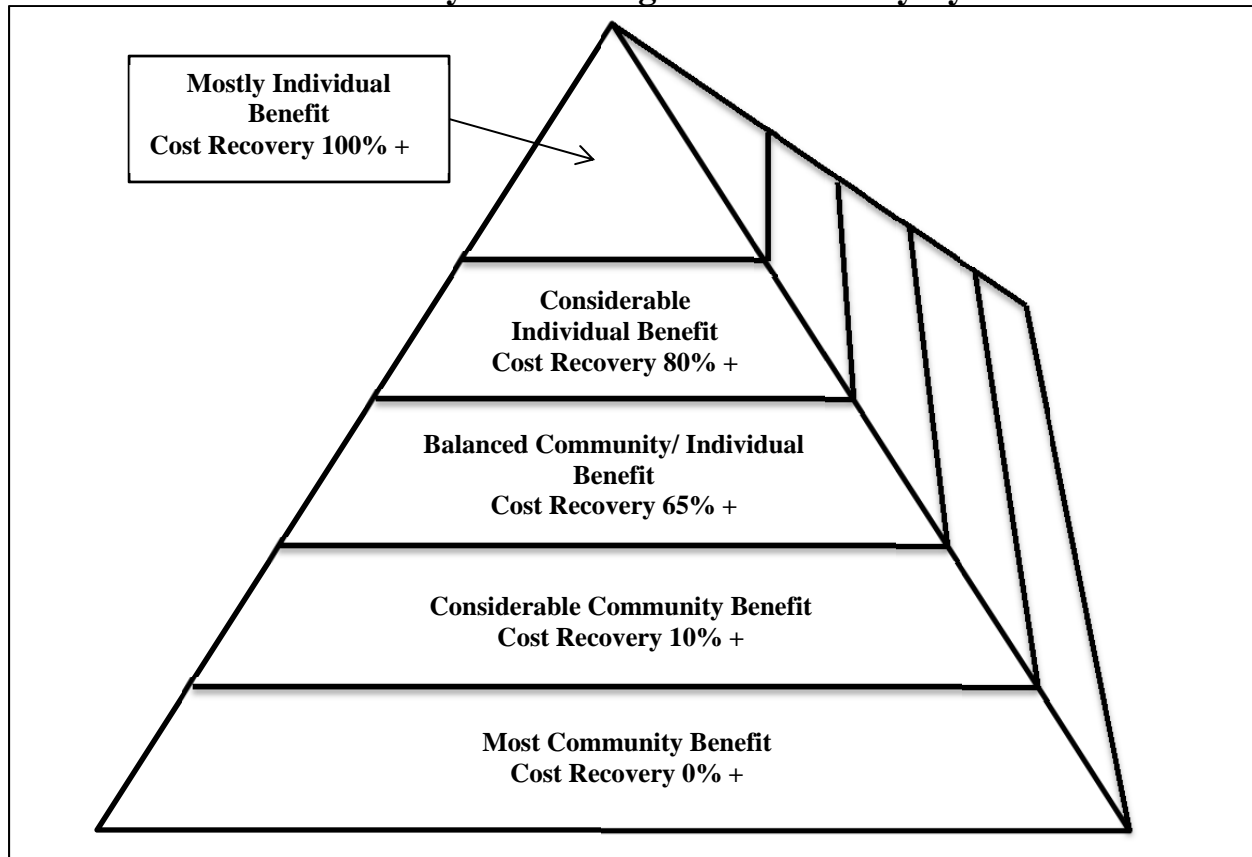 Mostly Individual
Benefit
Cost Recovery 100% +
Considerable
Individual Benefit
Cost Recovery 80% +
Balanced Community/ Individual
Benefit
Cost Recovery 65% +
Considerable Community Benefit
Cost Recovery 10% +
Most Community Benefit
Cost Recovery 0% +